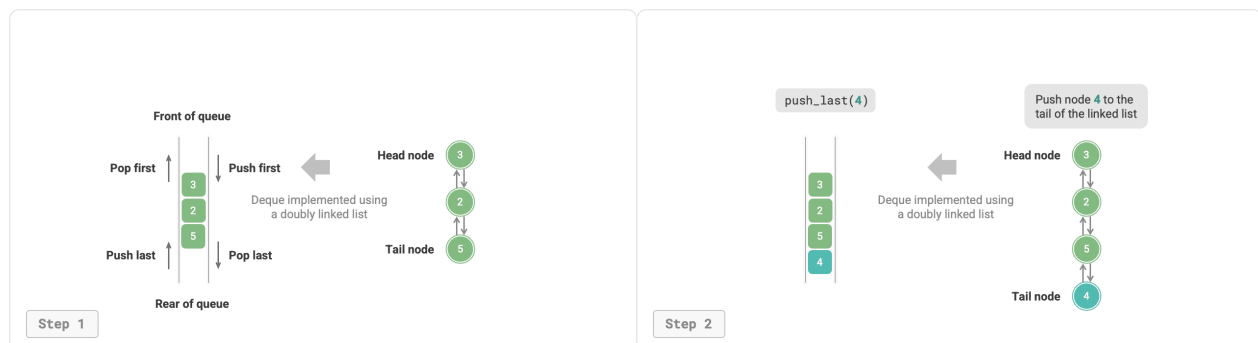 Front of queue
Pop first
Push first
3
2
5
Push last
Pop last
Rear of queue
Deque implemented using
a doubly linked list
Head node
3
2
Tail node
5
Step 1
push_last(4)
3
2
5
4
Deque implemented using
a doubly linked list
Push node 4 to the
tail of the linked list
Head node
3
2
5
Tail node
4
Step 2